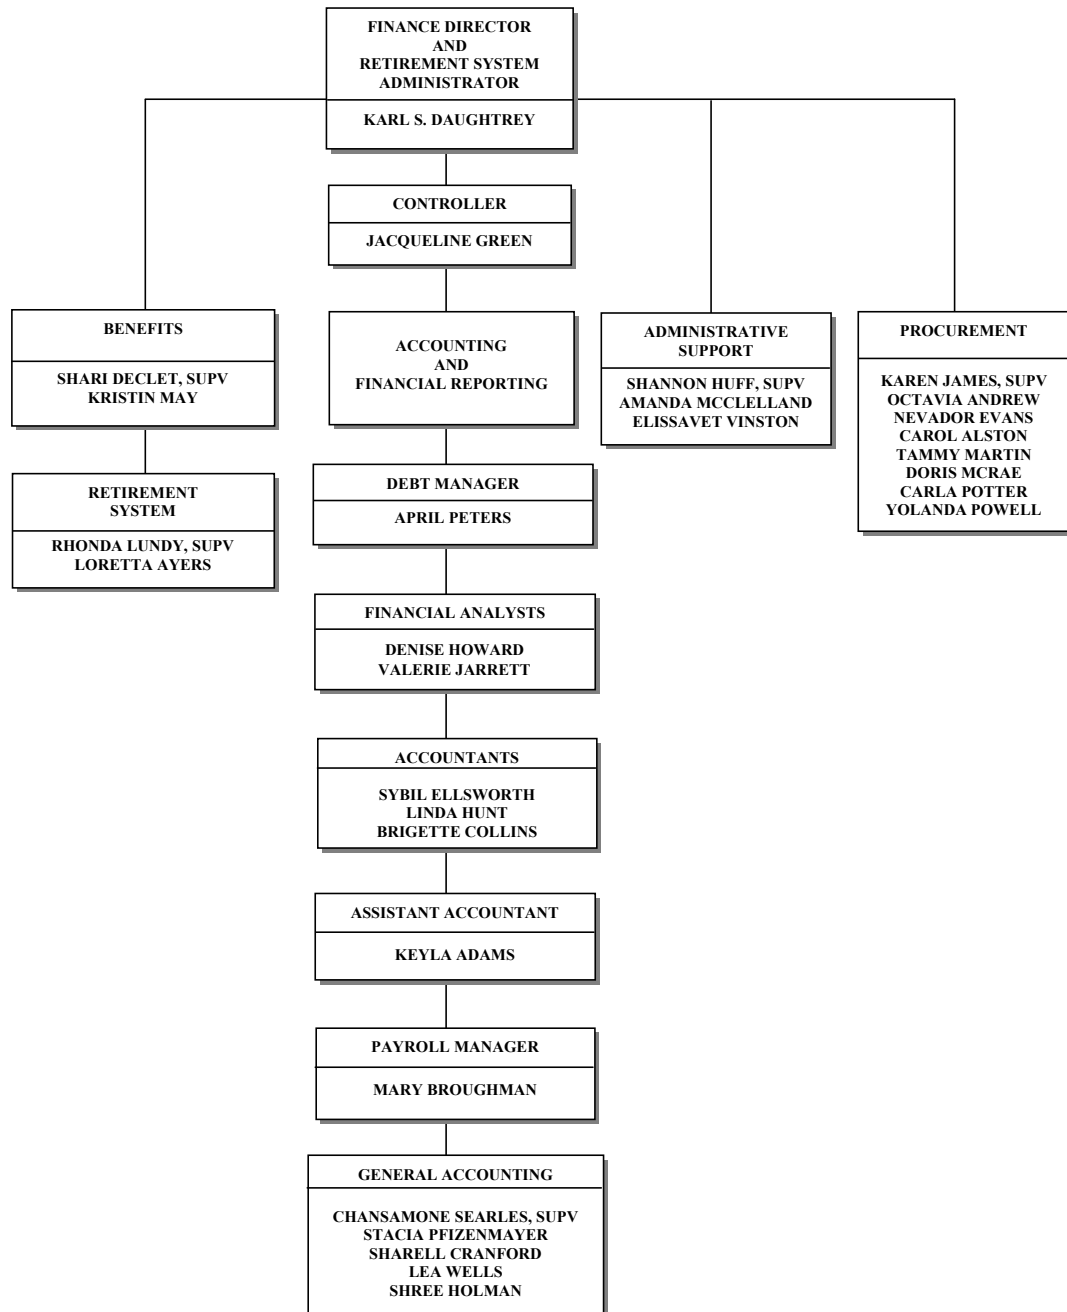 FINANCE DIRECTOR
AND
RETIREMENT SYSTEM
ADMINISTRATOR
KARL S. DAUGHTREY
CONTROLLER
JACQUELINE GREEN
BENEFITS
SHARI DECLET, SUPV
KRISTIN MAY
RETIREMENT
SYSTEM
RHONDA LUNDY, SUPV
LORETTA AYERS
ACCOUNTING
AND
FINANCIAL REPORTING
DEBT MANAGER
APRIL PETERS
FINANCIAL ANALYSTS
DENISE HOWARD
VALERIE JARRETT
ACCOUNTANTS
SYBIL ELLSWORTH
LINDA HUNT
BRIGETTE COLLINS
ASSISTANT ACCOUNTANT
KEYLA ADAMS
PAYROLL MANAGER
MARY BROUGHMAN
GENERAL ACCOUNTING
CHANSAMONE SEARLES, SUPV
STACIA PFIZENMAYER
SHARELL CRANFORD
LEA WELLS
SHREE HOLMAN
ADMINISTRATIVE
SUPPORT
SHANNON HUFF, SUPV
AMANDA MCCLELLAND
ELISSAVET VINSTON
PROCUREMENT
KAREN JAMES, SUPV
OCTAVIA ANDREW
NEVADOR EVANS
CAROL ALSTON
TAMMY MARTIN
DORIS MCRAE
CARLA POTTER
YOLANDA POWELL